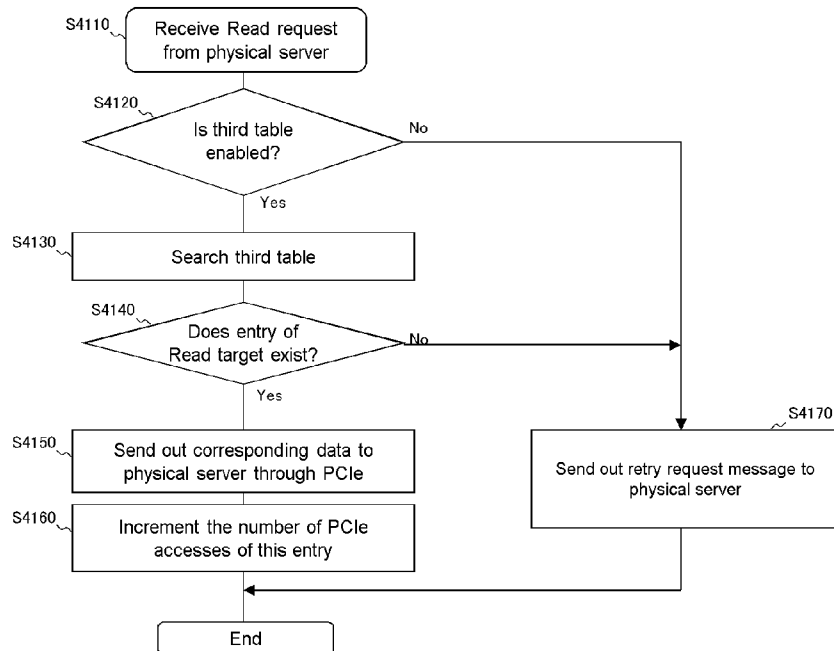 S4110
Receive Read request
from physical server
S4120
Is third table
enabled?
No
Yes
S4130
Search third table
S4140
Does entry of
Read target exist?
No
Yes
S4150
Send out corresponding data to
physical server through PCIe
S4170
Send out retry request message to
physical server
S4160
Increment the number of PCIe
accesses of this entry
End